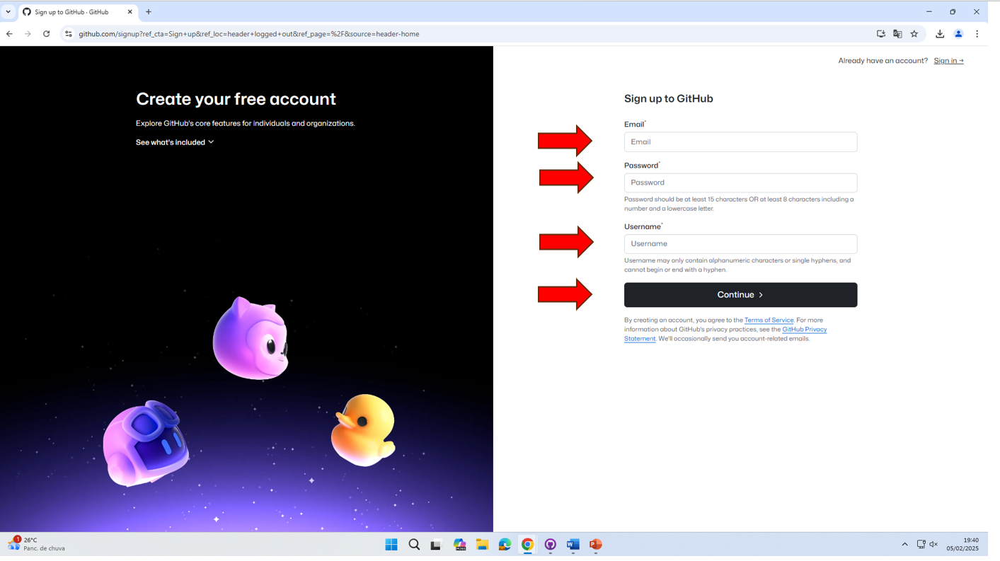 Sign up to GitHub · GitHub
github.com/signup?ref_cta=Sign+up&ref_loc=header+logged+out&ref_page=%2F&source=header-home
Create your free account
Explore GitHub's core features for individuals and organizations.
See what's included
Already have an account? Sign in →
Sign up to GitHub
Email*
Email
Password*
Password
Password should be at least 15 characters OR at least 8 characters including a
number and a lowercase letter.
Username*
Username
Username may only contain alphanumeric characters or single hyphens, and
cannot begin or end with a hyphen.
Continue
By creating an account, you agree to the Terms of Service. For more
information about GitHub's privacy practices, see the GitHub Privacy
Statement. We'll occasionally send you account-related emails.
1
26°C
Panc. de chuva
W
P
19:40
05/02/2025